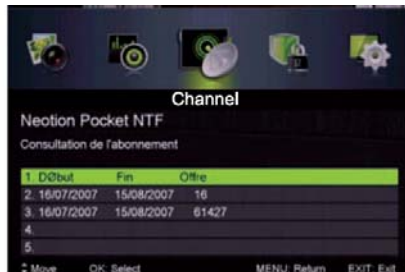 Channel
Neotion Pocket NTF
Consultation de l'abonnement
1. DØbut Fin Offre
2. 16/07/2007 15/08/2007 16
3. 16/07/2007 15/08/2007 61427
4.
5.
Move OK: Select MENU: Return EXIT: Exit